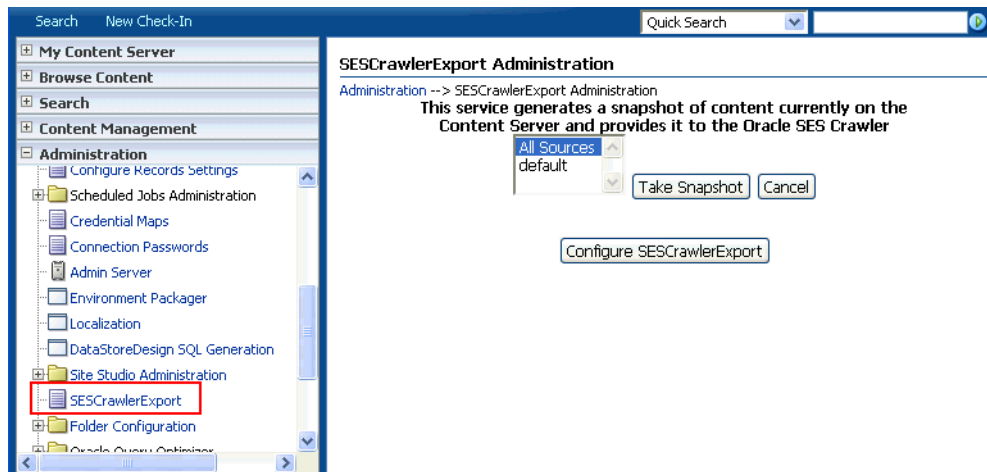 Search New Check-In
Quick Search
My Content Server
Browse Content
Search
Content Management
Administration
Configure Records Settings
Scheduled Jobs Administration
Credential Maps
Connection Passwords
Admin Server
Environment Packager
Localization
DataStoreDesign SQL Generation
Site Studio Administration
SESCrawlerExport
Folder Configuration
Oracle Query Optimizer
SESCrawlerExport Administration
Administration --> SESCrawlerExport Administration
This service generates a snapshot of content currently on the
Content Server and provides it to the Oracle SES Crawler
All Sources
default
Take Snapshot Cancel
Configure SESCrawlerExport